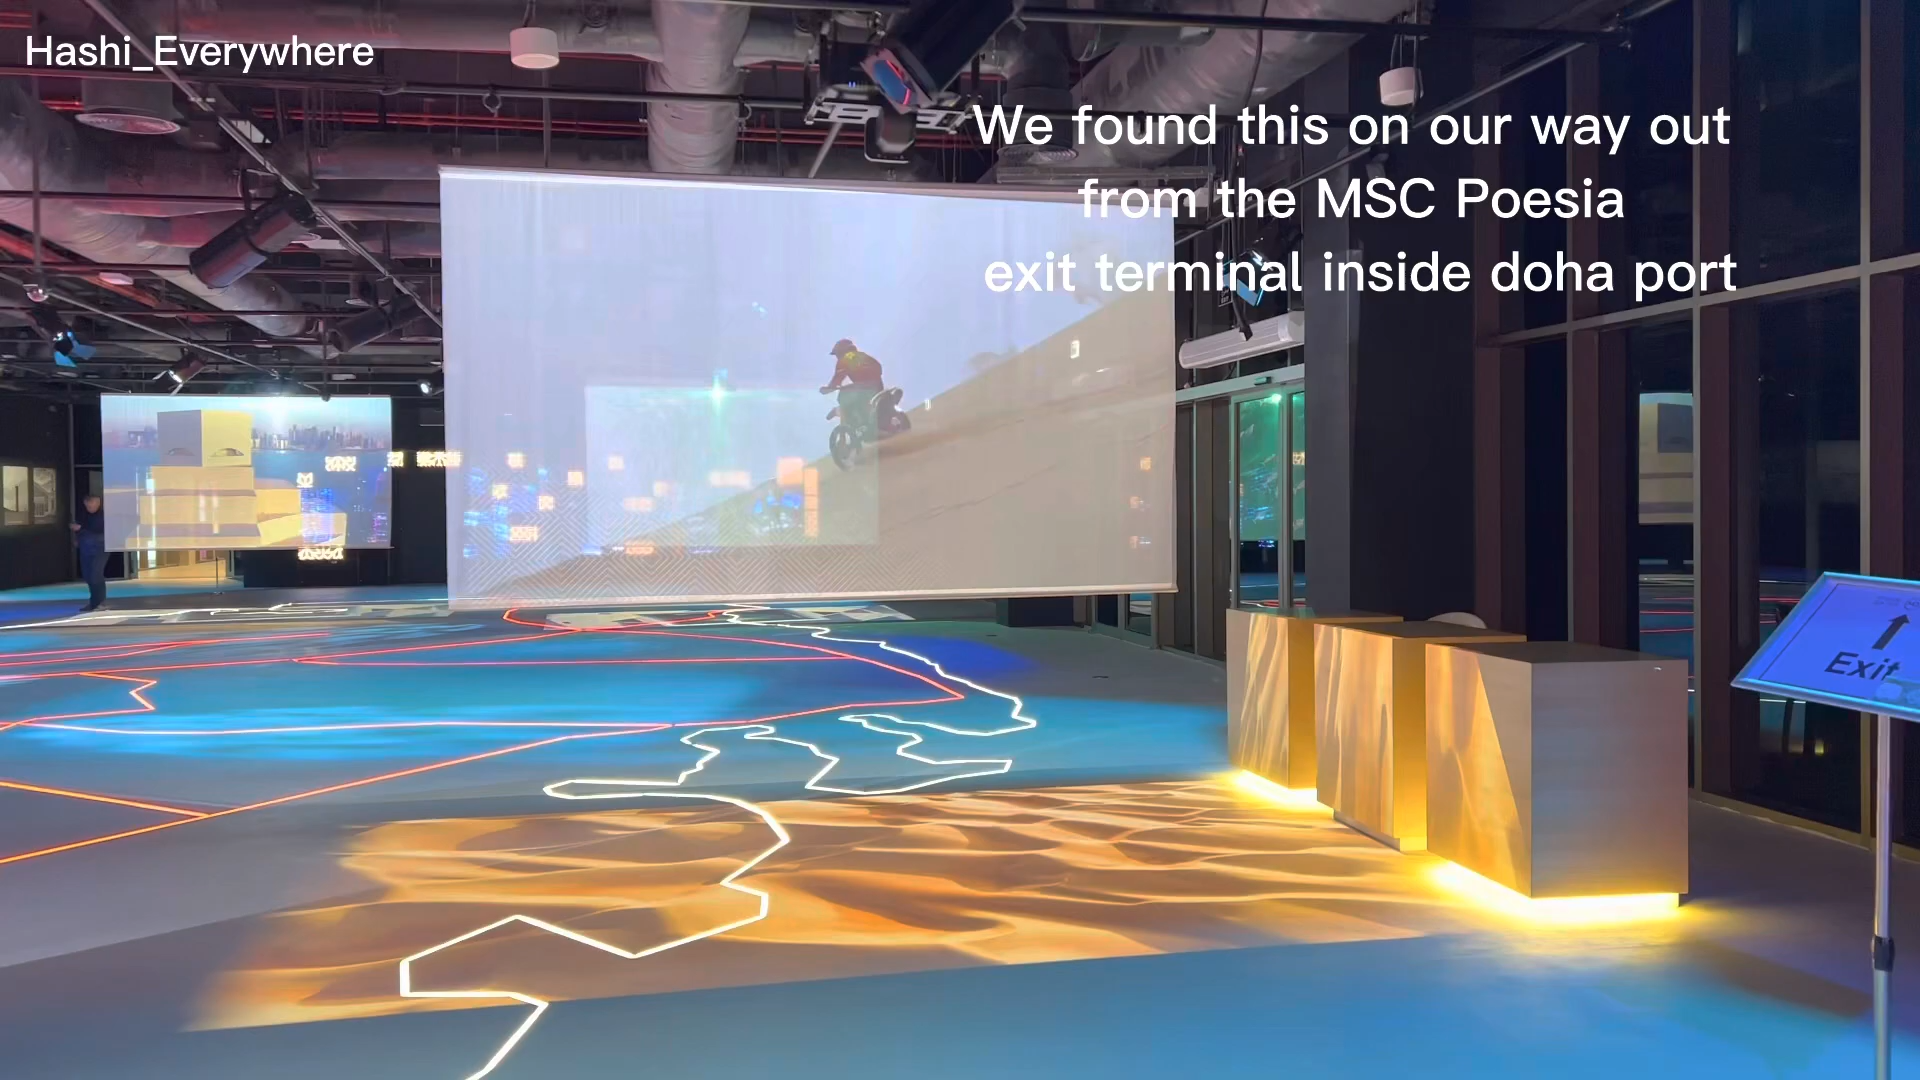 Hashi_Everywhere
We found this on our way out
from the MSC Poesia
exit terminal inside doha port
Exit